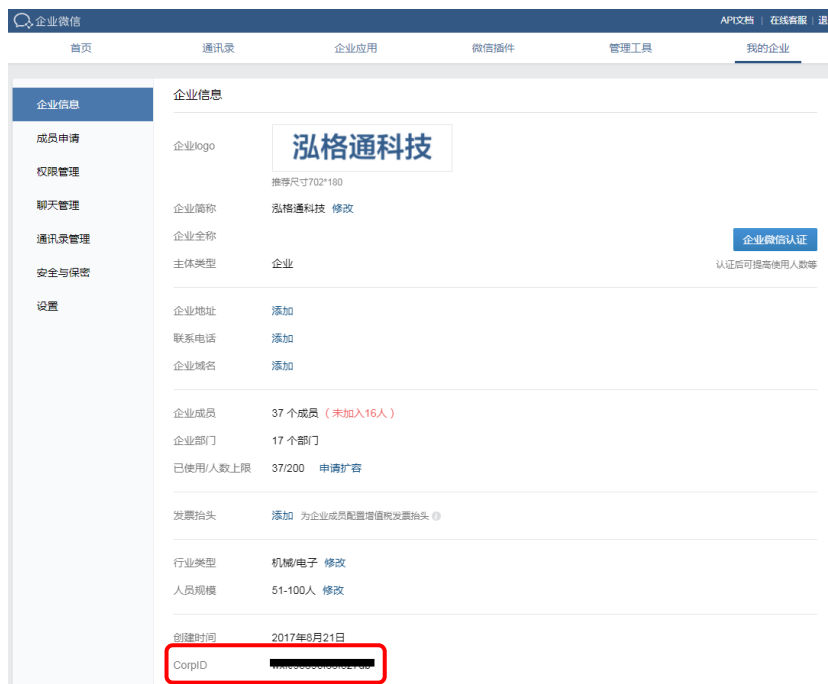 企业微信
API文档 | 在线客服 | 退
首页 通讯录 企业应用 微信插件 管理工具 我的企业
企业信息
成员申请
权限管理
聊天管理
通讯录管理
安全与保密
设置
企业信息
企业logo 泓格通科技
推荐尺寸702*180
企业简称 泓格通科技 修改
企业全称 企业微信认证
主体类型 企业 认证后可提高使用人数等
企业地址 添加
联系电话 添加
企业域名 添加
企业成员 37 个成员 ( 未加入16人 )
企业部门 17 个部门
已使用/人数上限 37/200 申请扩容
发票抬头 添加 为企业成员配置增值税发票抬头
行业类型 机械/电子 修改
人员规模 51-100人 修改
创建时间 2017年8月21日
CorpID